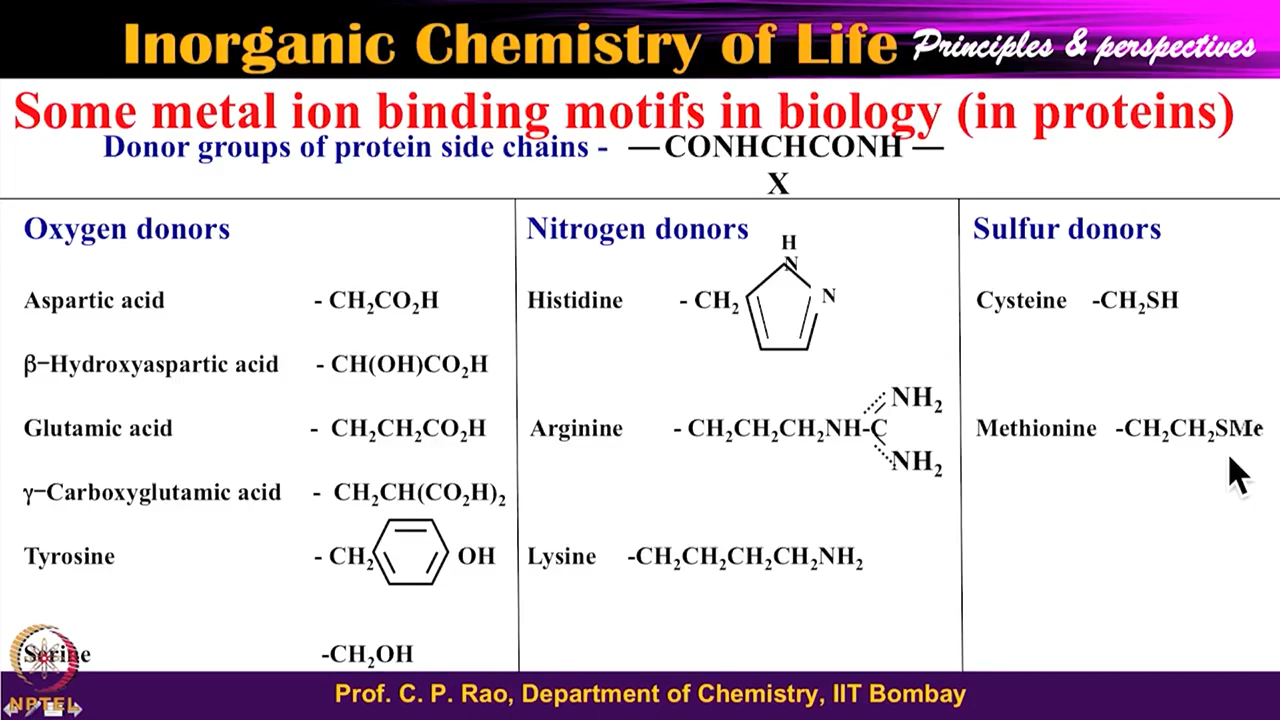 Inorganic Chemistry of Life Principles & perspectives
Some metal ion binding motifs in biology (in proteins)
Donor groups of protein side chains - — CONHCHCONH —
X
Oxygen donors
Aspartic acid - CH₂CO₂H
β–Hydroxyaspartic acid - CH(OH)CO₂H
Glutamic acid - CH₂CH₂CO₂H
γ–Carboxyglutamic acid - CH₂CH(CO₂H)₂
Tyrosine - CH₂ OH
Serine -CH₂OH
Nitrogen donors
H
N
Histidine - CH₂ N
NH₂
Arginine - CH₂CH₂CH₂NH-C
NH₂
Lysine -CH₂CH₂CH₂CH₂NH₂
Sulfur donors
Cysteine -CH₂SH
Methionine -CH₂CH₂SMe
NPTEL
Prof. C. P. Rao, Department of Chemistry, IIT Bombay